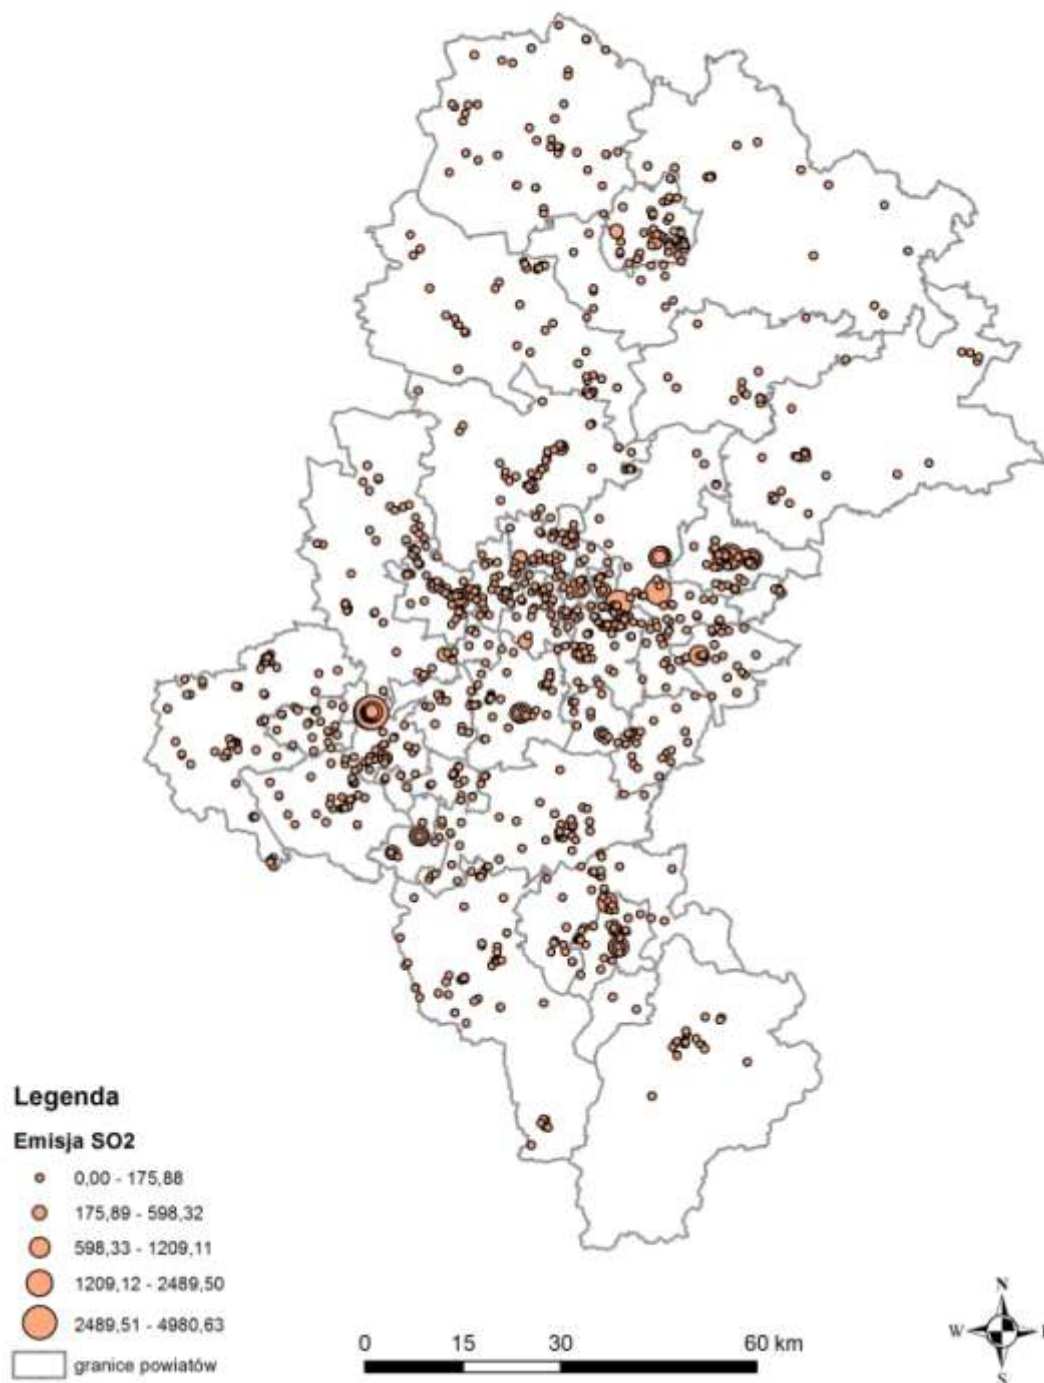 Legenda
Emisja SO2
0,00 - 175,88
175,89 - 598,32
598,33 - 1209,11
1209,12 - 2489,50
2489,51 - 4980,63
granice powiatów
0 15 30 60 km
N
W
S